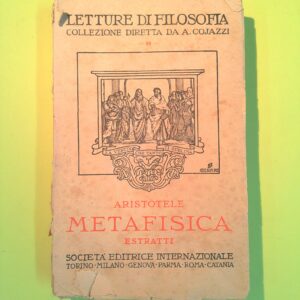 LETTURE DI FILOSOFIA
COLLEZIONE DIRETTA DA A. COJAZZI
ARISTOTELE
METAFISICA
ESTRATTI
SOCIETÀ EDITRICE INTERNAZIONALE
TORINO·MILANO·GENOVA·PARMA·ROMA·CATANIA